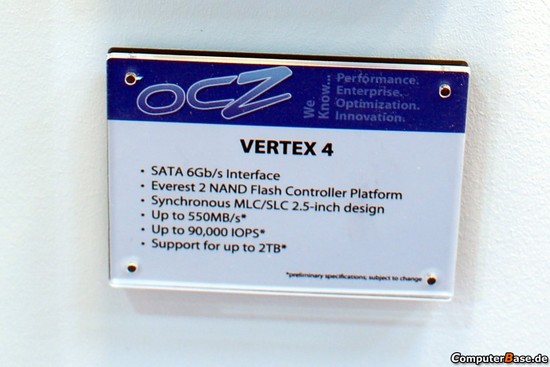 OCZ
We Know...
Performance.
Enterprise.
Optimization.
Innovation.
VERTEX 4
• SATA 6Gb/s Interface
• Everest 2 NAND Flash Controller Platform
• Synchronous MLC/SLC 2.5-inch design
• Up to 550MB/s*
• Up to 90,000 IOPS*
• Support for up to 2TB*
*preliminary specifications, subject to change
ComputerBase.de